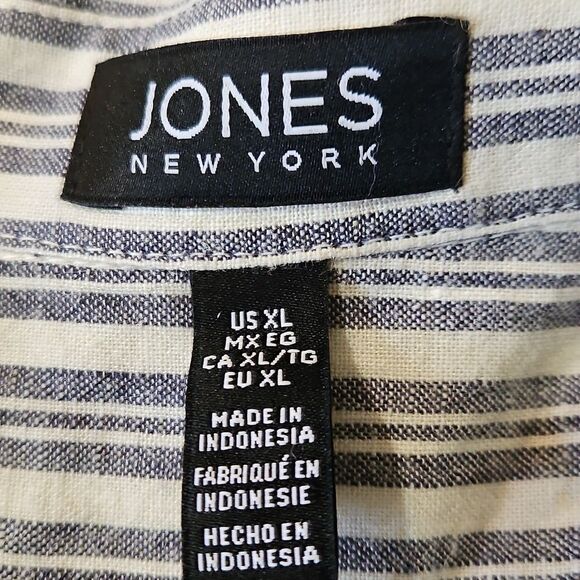 JONES
NEW YORK
US XL
MX EG
CA XL/TG
EU XL
MADE IN
INDONESIA
FABRIQUÉ EN
INDONESIE
HECHO EN
INDONESIA